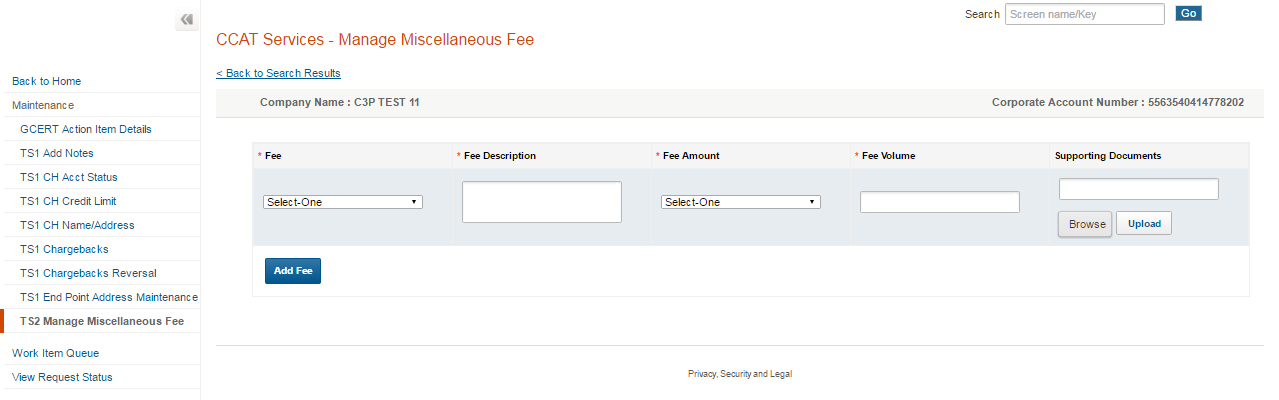 Search Screen name/Key Go
CCAT Services - Manage Miscellaneous Fee
< Back to Search Results
Back to Home
Maintenance
GCERT Action Item Details
TS1 Add Notes
TS1 CH Acct Status
TS1 CH Credit Limit
TS1 CH Name/Address
TS1 Chargebacks
TS1 Chargebacks Reversal
TS1 End Point Address Maintenance
TS2 Manage Miscellaneous Fee
Work Item Queue
View Request Status
Company Name : C3P TEST 11 Corporate Account Number : 5563540414778202
* Fee * Fee Description * Fee Amount * Fee Volume Supporting Documents
Select-One Select-One
Browse Upload
Add Fee
Privacy, Security and Legal